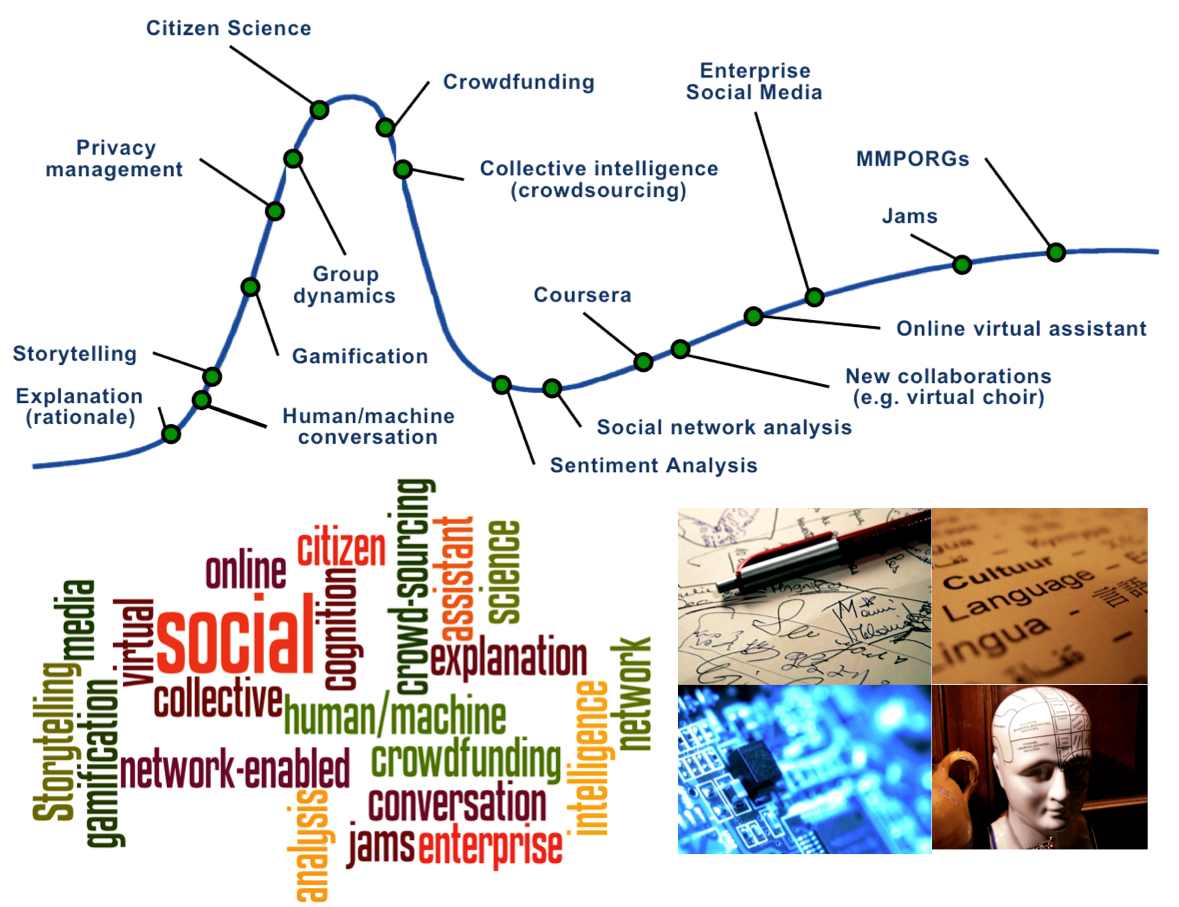 Citizen Science
Crowdfunding
Enterprise
Social Media
Privacy
management
Collective intelligence
(crowdsourcing)
MMPORGs
Jams
Group
dynamics
Coursera
Online virtual assistant
Storytelling
Gamification
Explanation
(rationale)
Human/machine
conversation
New collaborations
(e.g. virtual choir)
Social network analysis
Sentiment Analysis
citizen
online
crowd-sourcing
assistant
science
media
virtual
social
cognition
explanation
network
collective
human/machine
Storytelling
gamification
network-enabled
crowdfunding
intelligence
conversation
analysis
jams
enterprise
Cultuur
Language -
言語